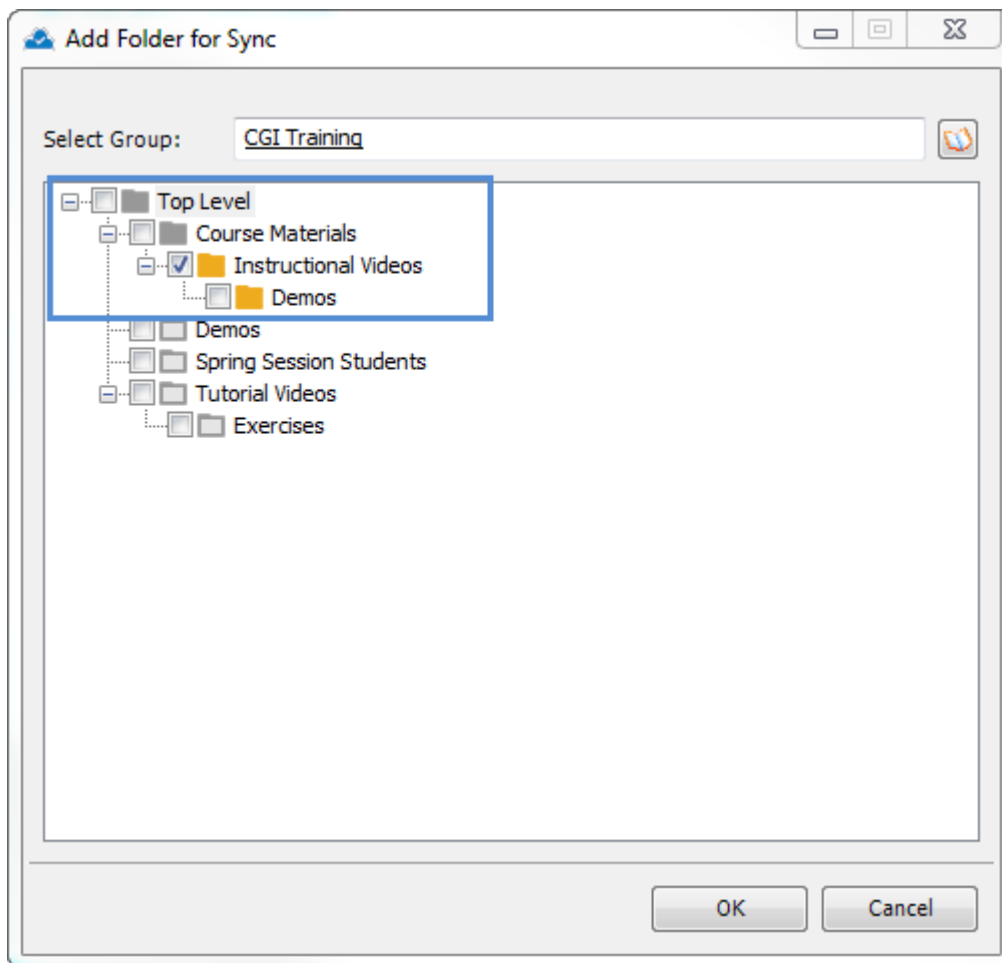 Add Folder for Sync
Select Group: CGI Training
Top Level
Course Materials
Instructional Videos
Demos
Demos
Spring Session Students
Tutorial Videos
Exercises
OK Cancel